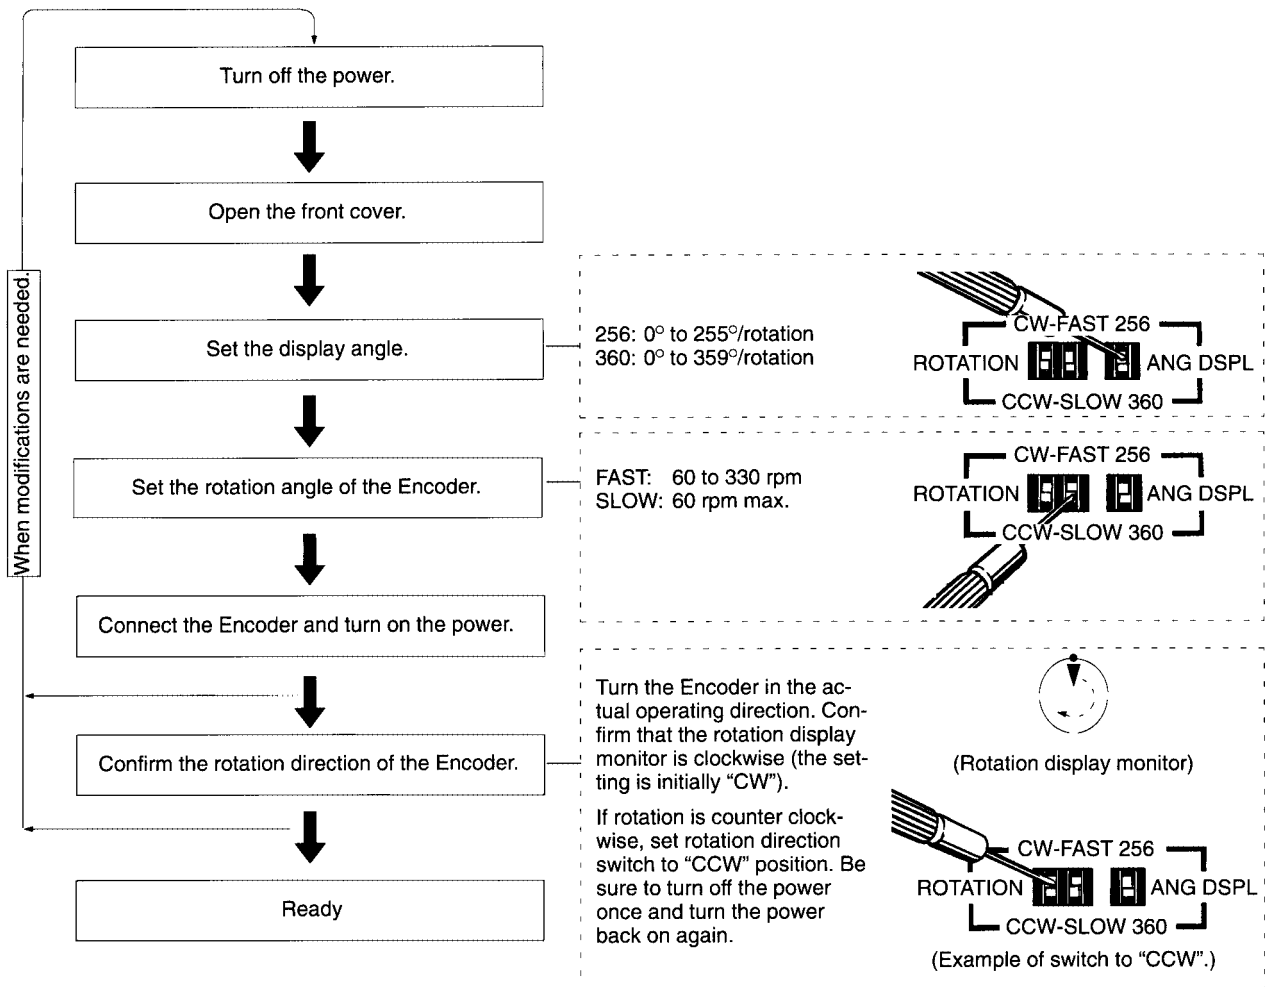 Turn off the power.
Open the front cover.
When modifications are needed.
Set the display angle.
256: 0° to 255°/rotation
360: 0° to 359°/rotation
CW-FAST 256
ROTATION ANG DSPL
CCW-SLOW 360
Set the rotation angle of the Encoder.
FAST: 60 to 330 rpm
SLOW: 60 rpm max.
CW-FAST 256
ROTATION ANG DSPL
CCW-SLOW 360
Connect the Encoder and turn on the power.
Confirm the rotation direction of the Encoder.
Turn the Encoder in the ac-
tual operating direction. Con-
firm that the rotation display
monitor is clockwise (the set-
ting is initially “CW”).
(Rotation display monitor)
If rotation is counter clock-
wise, set rotation direction
switch to “CCW” position. Be
sure to turn off the power
once and turn the power
back on again.
CW-FAST 256
ROTATION ANG DSPL
CCW-SLOW 360
(Example of switch to “CCW”.)
Ready